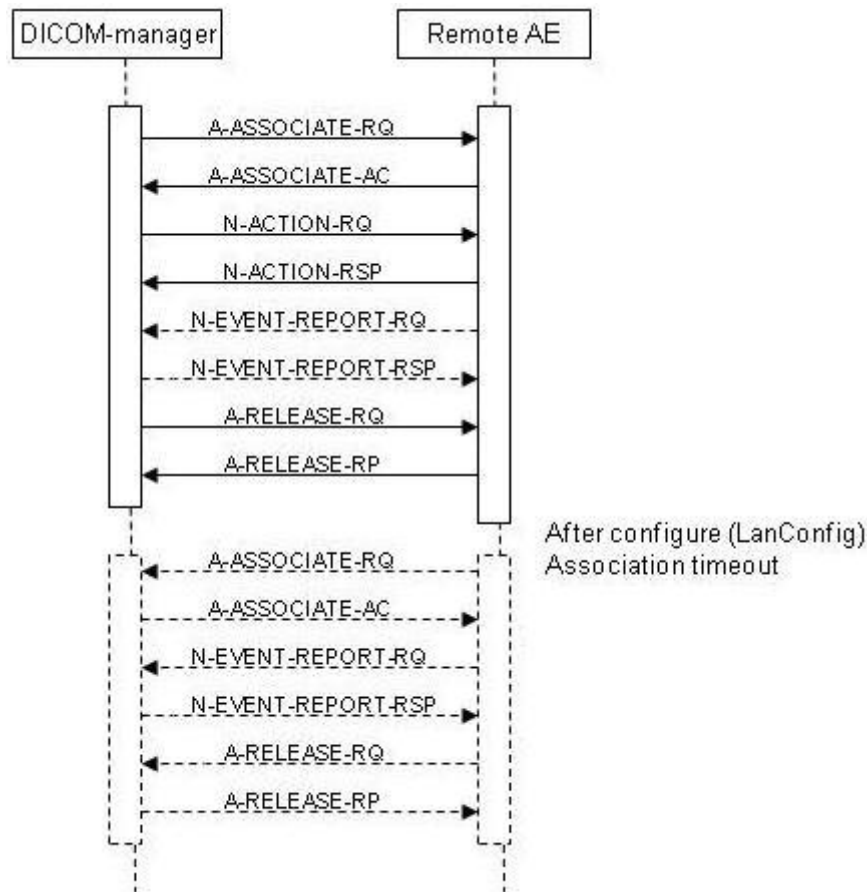 DICOM-manager
Remote AE
A-ASSOCIATE-RQ
A-ASSOCIATE-AC
N-ACTION-RQ
N-ACTION-RSP
N-EVENT-REPORT-RQ
N-EVENT-REPORT-RSP
A-RELEASE-RQ
A-RELEASE-RP
After configure (LanConfig)
Association timeout
A-ASSOCIATE-RQ
A-ASSOCIATE-AC
N-EVENT-REPORT-RQ
N-EVENT-REPORT-RSP
A-RELEASE-RQ
A-RELEASE-RP